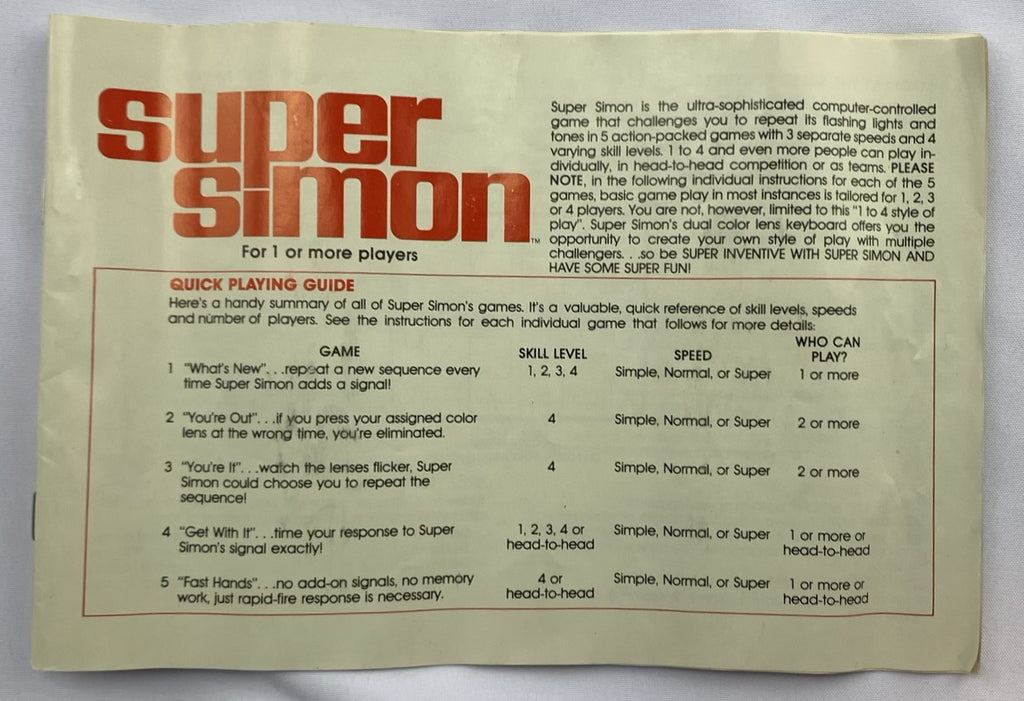 super
simon™
For 1 or more players
Super Simon is the ultra-sophisticated computer-controlled
game that challenges you to repeat its flashing lights and
tones in 5 action-packed games with 3 separate speeds and 4
varying skill levels. 1 to 4 and even more people can play in-
dividually, in head-to-head competition or as teams. PLEASE
NOTE, in the following individual instructions for each of the 5
games, basic game play in most instances is tailored for 1, 2, 3
or 4 players. You are not, however, limited to this "1 to 4 style of
play". Super Simon's dual color lens keyboard offers you the
opportunity to create your own style of play with multiple
challengers. . .so be SUPER INVENTIVE WITH SUPER SIMON AND
HAVE SOME SUPER FUN!
QUICK PLAYING GUIDE
Here's a handy summary of all of Super Simon's games. It's a valuable, quick reference of skill levels, speeds
and number of players. See the instructions for each individual game that follows for more details:
GAME SKILL LEVEL SPEED WHO CAN
PLAY?
1 "What's New". . .repeat a new sequence every 1, 2, 3, 4 Simple, Normal, or Super 1 or more
time Super Simon adds a signal!
2 "You're Out". . .if you press your assigned color 4 Simple, Normal, or Super 2 or more
lens at the wrong time, you're eliminated.
3 "You're It". . .watch the lenses flicker, Super 4 Simple, Normal, or Super 2 or more
Simon could choose you to repeat the
sequence!
4 "Get With It". . .time your response to Super 1, 2, 3, 4 or Simple, Normal, or Super 1 or more or
Simon's signal exactly! head-to-head head-to-head
5 "Fast Hands". . .no add-on signals, no memory 4 or Simple, Normal, or Super 1 or more or
work, just rapid-fire response is necessary. head-to-head head-to-head